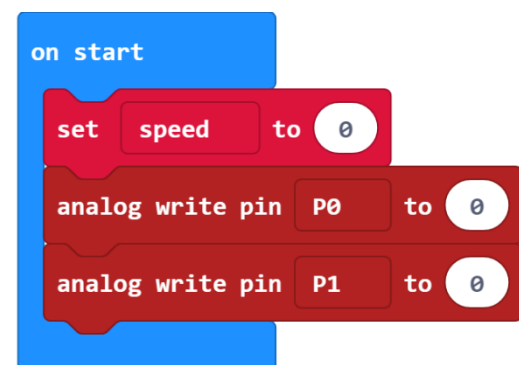 on start
set speed to 0
analog write pin P0 to 0
analog write pin P1 to 0